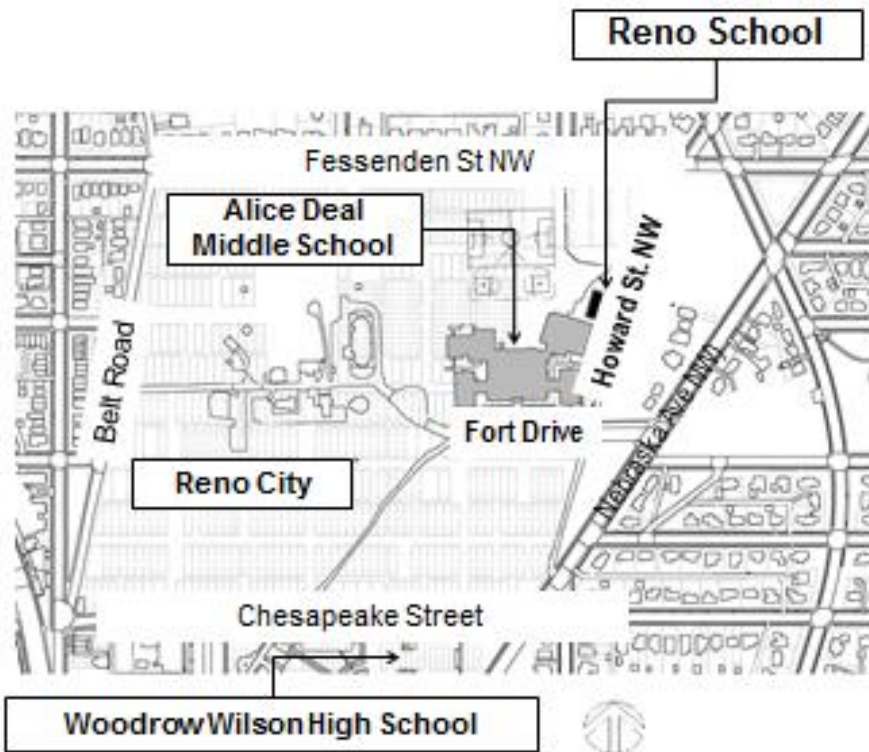 Reno School
Fessenden St NW
Alice Deal
Middle School
Howard St. NW
Belt Road
Fort Drive
Nebraska Ave NW)
Reno City
Chesapeake Street
Woodrow Wilson High School